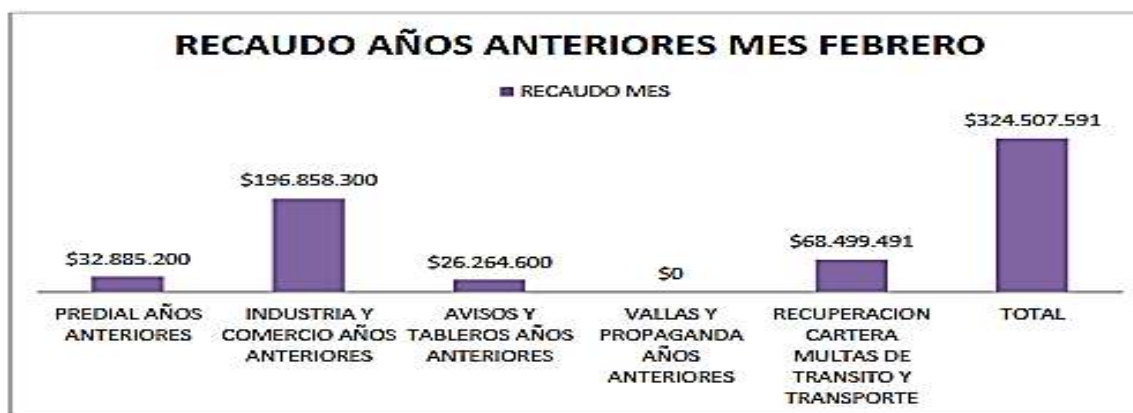 RECAUDO AÑOS ANTERIORES MES FEBRERO
RECAUDO MES
$32.885.200
$196.858.300
$26.264.600
$0
$68.499.491
$324.507.591
PREDIAL AÑOS
ANTERIORES
INDUSTRIA Y
COMERCIO AÑOS
ANTERIORES
AVISOS Y
TABLEROS AÑOS
ANTERIORES
VALLAS Y
PROPAGANDA
AÑOS
ANTERIORES
RECUPERACION
CARTERA
MULTAS DE
TRANSITO Y
TRANSPORTE
TOTAL